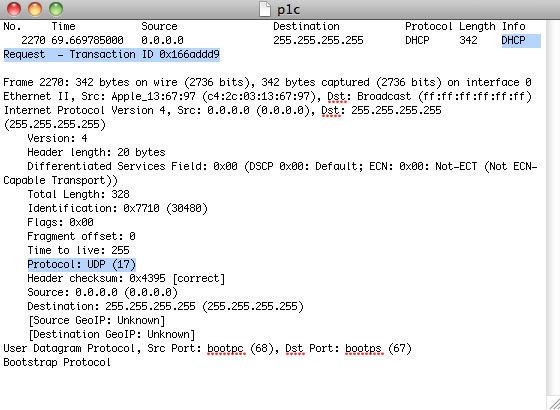 p1c
No. Time Source Destination Protocol Length Info
2270 69.669785000 0.0.0.0 255.255.255.255 DHCP 342 DHCP
Request - Transaction ID 0x166addd9
Frame 2270: 342 bytes on wire (2736 bits), 342 bytes captured (2736 bits) on interface 0
Ethernet II, Src: Apple_13:67:97 (c4:2c:03:13:67:97), Dst: Broadcast (ff:ff:ff:ff:ff:ff)
Internet Protocol Version 4, Src: 0.0.0.0 (0.0.0.0), Dst: 255.255.255.255
(255.255.255.255)
Version: 4
Header length: 20 bytes
Differentiated Services Field: 0x00 (DSCP 0x00: Default; ECN: 0x00: Not-ECT (Not ECN-
Capable Transport))
Total Length: 328
Identification: 0x7710 (30480)
Flags: 0x00
Fragment offset: 0
Time to live: 255
Protocol: UDP (17)
Header checksum: 0x4395 [correct]
Source: 0.0.0.0 (0.0.0.0)
Destination: 255.255.255.255 (255.255.255.255)
[Source GeoIP: Unknown]
[Destination GeoIP: Unknown]
User Datagram Protocol, Src Port: bootpc (68), Dst Port: bootps (67)
Bootstrap Protocol